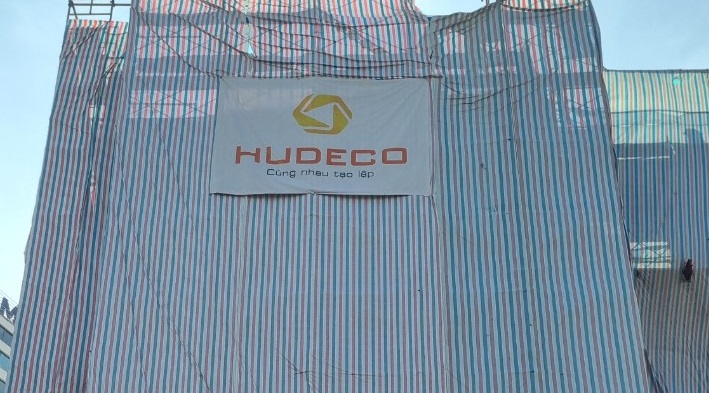 HUDECO
Cùng nhau tạo lập